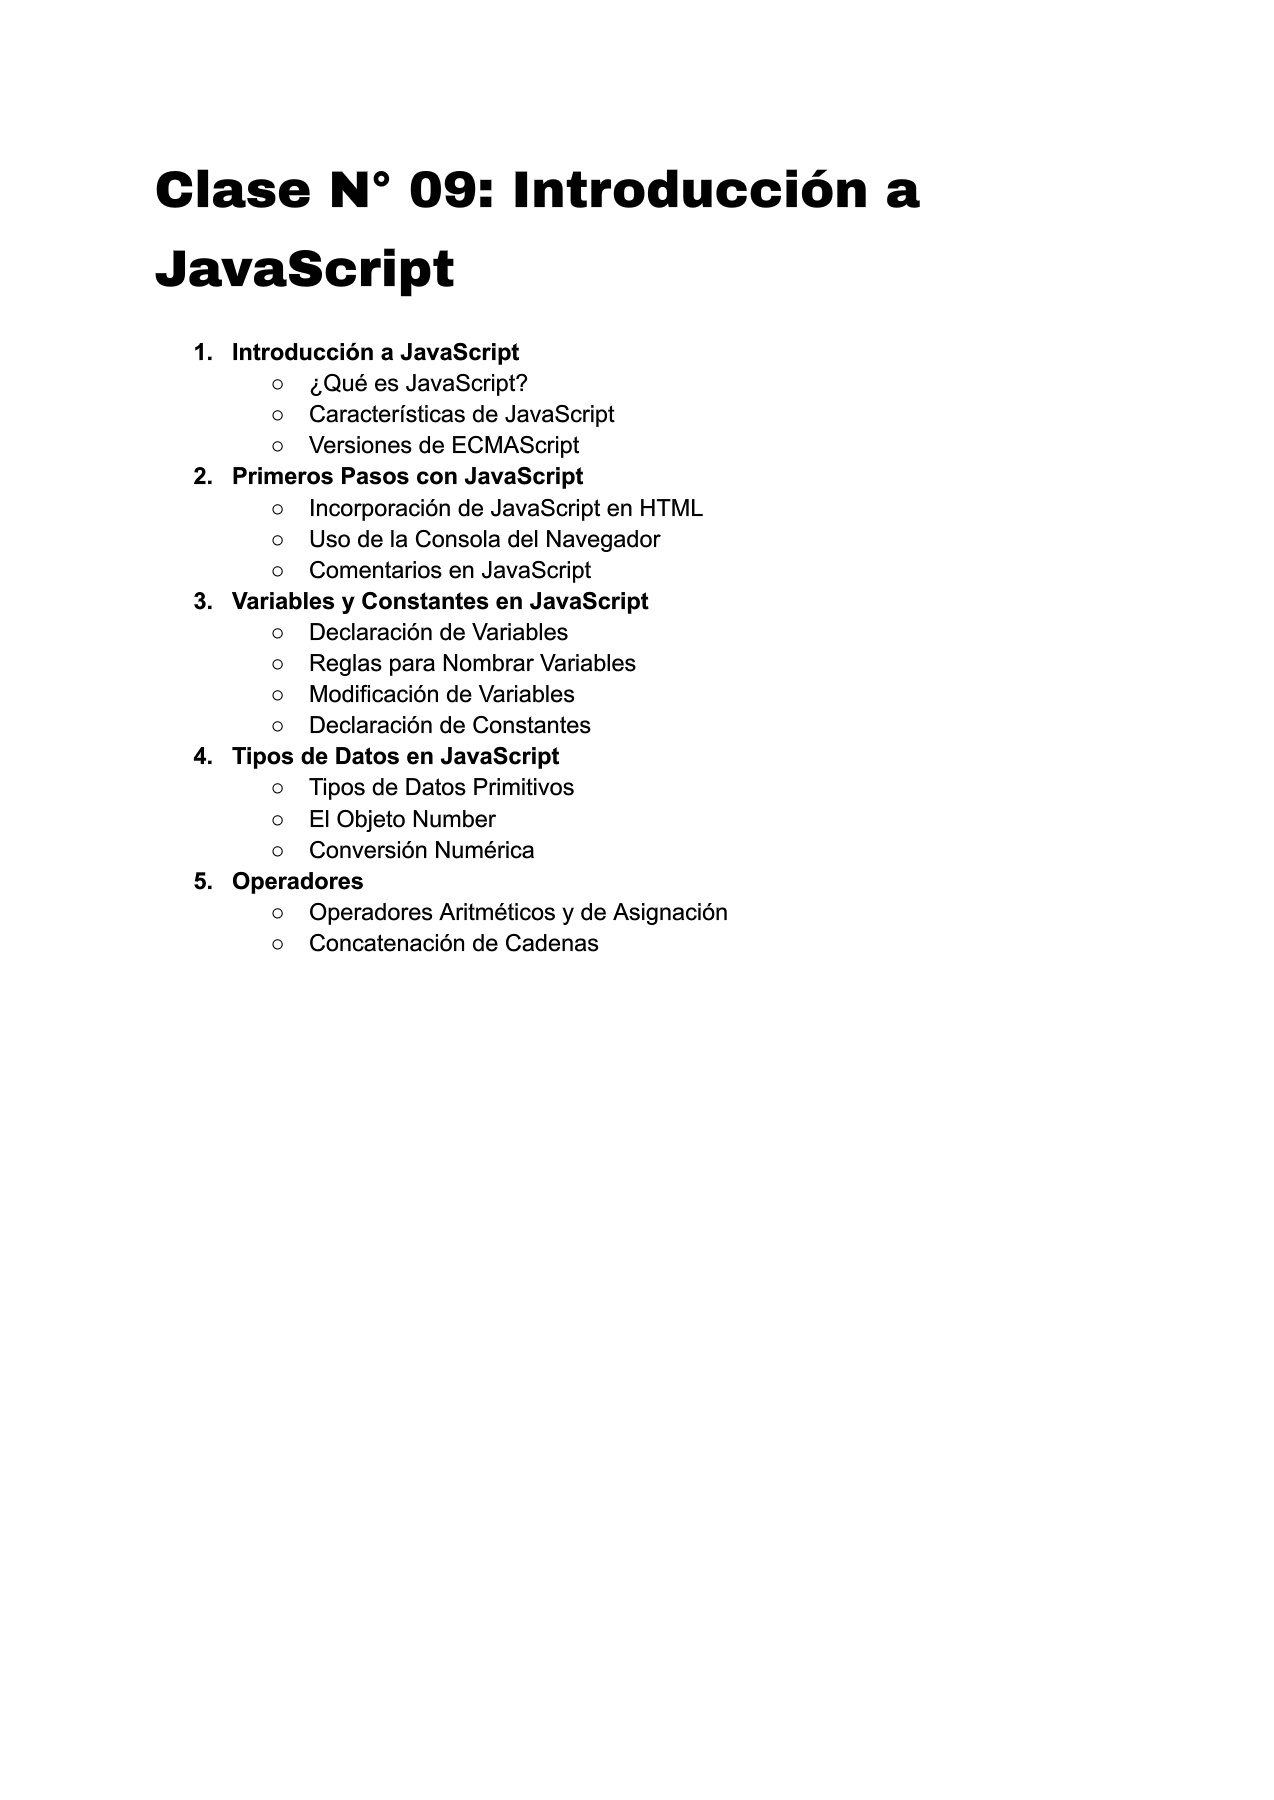 Clase N° 09: Introducción a
JavaScript
1. Introducción a JavaScript
○ ¿Qué es JavaScript?
○ Características de JavaScript
○ Versiones de ECMAScript
2. Primeros Pasos con JavaScript
○ Incorporación de JavaScript en HTML
○ Uso de la Consola del Navegador
○ Comentarios en JavaScript
3. Variables y Constantes en JavaScript
○ Declaración de Variables
○ Reglas para Nombrar Variables
○ Modificación de Variables
○ Declaración de Constantes
4. Tipos de Datos en JavaScript
○ Tipos de Datos Primitivos
○ El Objeto Number
○ Conversión Numérica
5. Operadores
○ Operadores Aritméticos y de Asignación
○ Concatenación de Cadenas